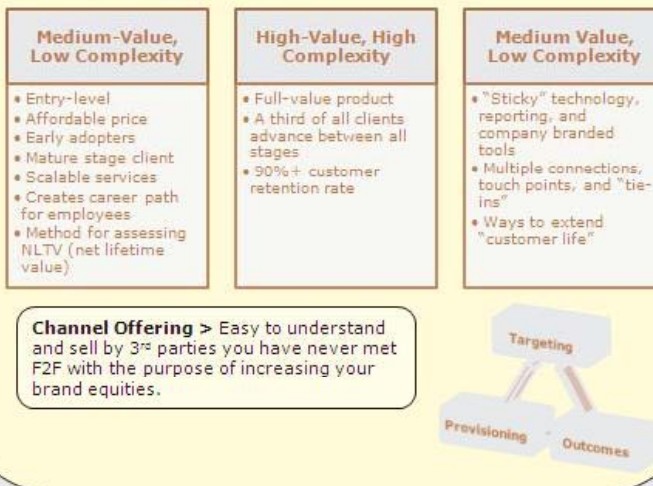 Medium-Value,
Low Complexity
• Entry-level
• Affordable price
• Early adopters
• Mature stage client
• Scalable services
• Creates career path
for employees
• Method for assessing
NLTV (net lifetime
value)
High-Value, High
Complexity
• Full-value product
• A third of all clients
advance between all
stages
• 90%+ customer
retention rate
Medium Value,
Low Complexity
• "Sticky" technology,
reporting, and
company branded
tools
• Multiple connections,
touch points, and "tie-
ins"
• Ways to extend
"customer life"
Channel Offering > Easy to understand
and sell by 3rd parties you have never met
F2F with the purpose of increasing your
brand equities.
Targeting
Provisioning
Outcomes